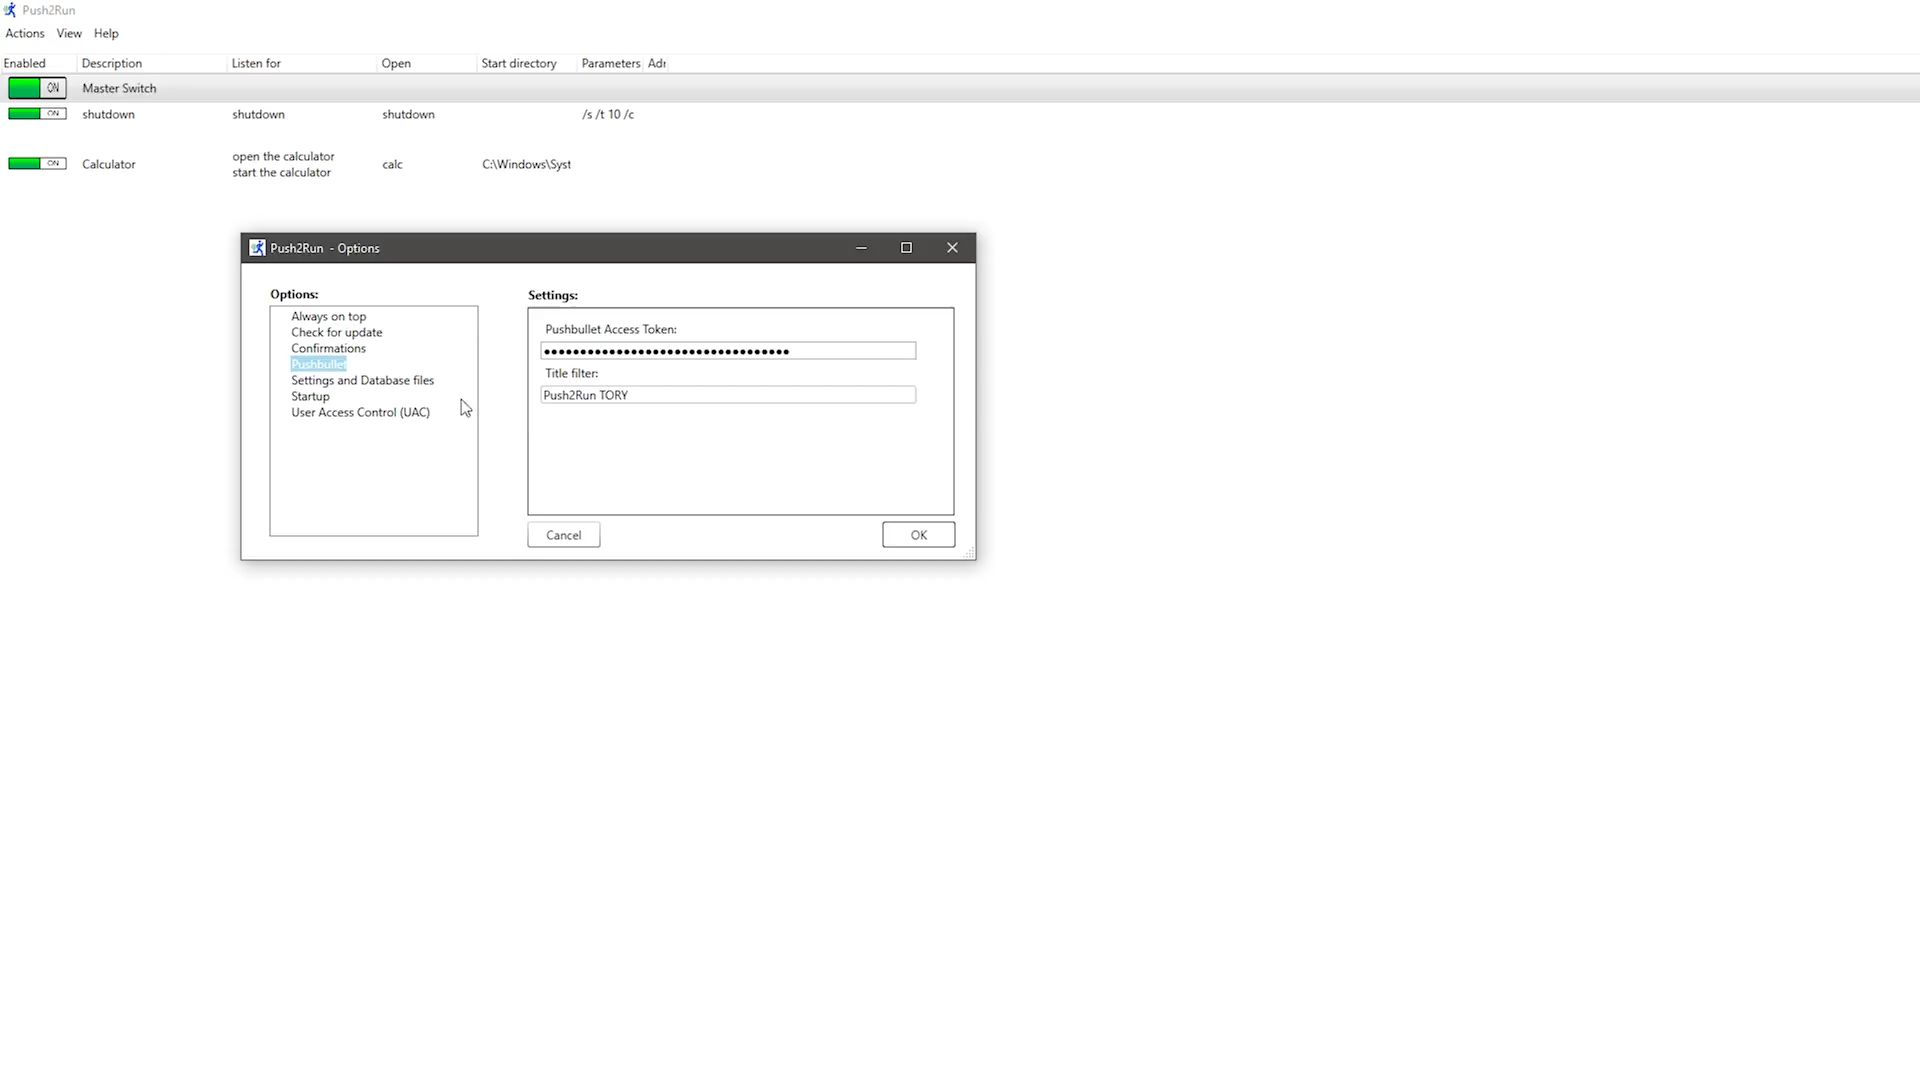 Push2Run
Actions View Help
Enabled Description Listen for Open Start directory Parameters Adr
ON Master Switch
ON shutdown shutdown shutdown /s /t 10 /c
open the calculator
ON Calculator calc C:\Windows\Syst
start the calculator
Push2Run - Options
Options:
Always on top
Check for update
Confirmations
Pushbullet
Settings and Database files
Startup
User Access Control (UAC)
Settings:
Pushbullet Access Token:
●●●●●●●●●●●●●●●●●●●●●●●●●●●●●●●●●●
Title filter:
Push2Run TORY
Cancel OK